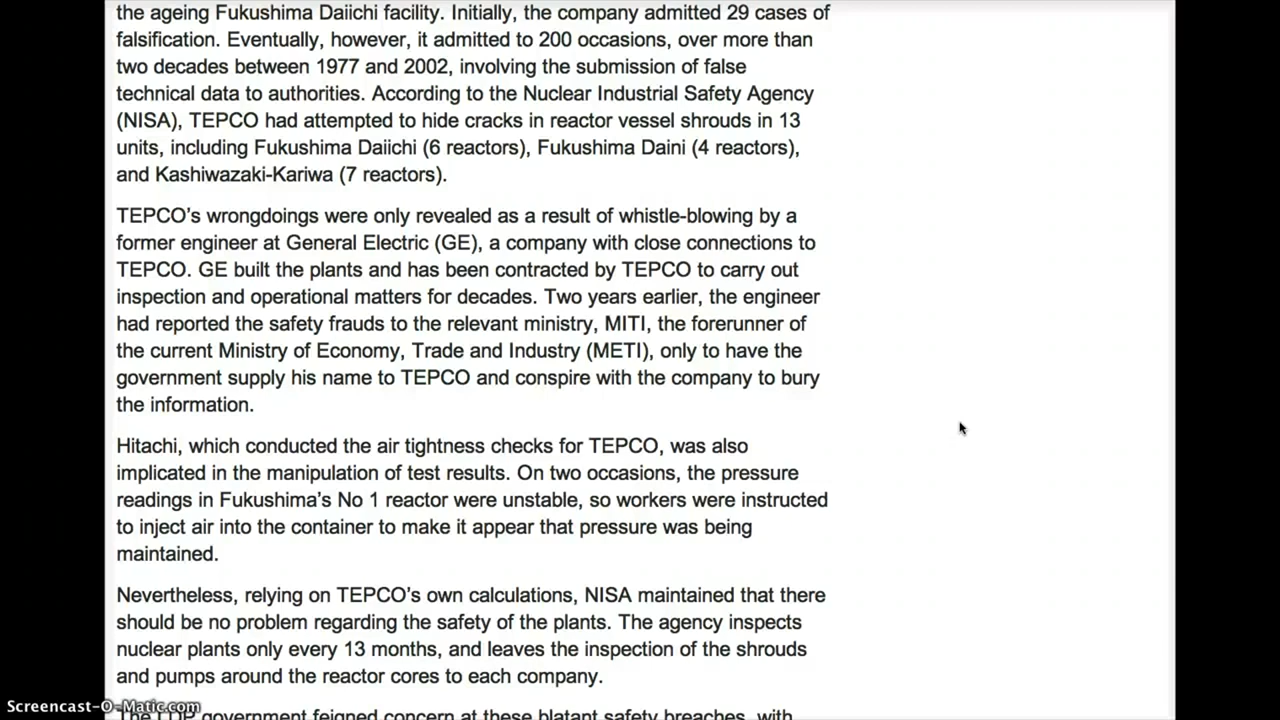 the ageing Fukushima Daiichi facility. Initially, the company admitted 29 cases of
falsification. Eventually, however, it admitted to 200 occasions, over more than
two decades between 1977 and 2002, involving the submission of false
technical data to authorities. According to the Nuclear Industrial Safety Agency
(NISA), TEPCO had attempted to hide cracks in reactor vessel shrouds in 13
units, including Fukushima Daiichi (6 reactors), Fukushima Daini (4 reactors),
and Kashiwazaki-Kariwa (7 reactors).
TEPCO’s wrongdoings were only revealed as a result of whistle-blowing by a
former engineer at General Electric (GE), a company with close connections to
TEPCO. GE built the plants and has been contracted by TEPCO to carry out
inspection and operational matters for decades. Two years earlier, the engineer
had reported the safety frauds to the relevant ministry, MITI, the forerunner of
the current Ministry of Economy, Trade and Industry (METI), only to have the
government supply his name to TEPCO and conspire with the company to bury
the information.
Hitachi, which conducted the air tightness checks for TEPCO, was also
implicated in the manipulation of test results. On two occasions, the pressure
readings in Fukushima’s No 1 reactor were unstable, so workers were instructed
to inject air into the container to make it appear that pressure was being
maintained.
Nevertheless, relying on TEPCO’s own calculations, NISA maintained that there
should be no problem regarding the safety of the plants. The agency inspects
nuclear plants only every 13 months, and leaves the inspection of the shrouds
and pumps around the reactor cores to each company.
Screencast-O-Matic.com
The LDP government feigned concern at these blatant safety breaches, with